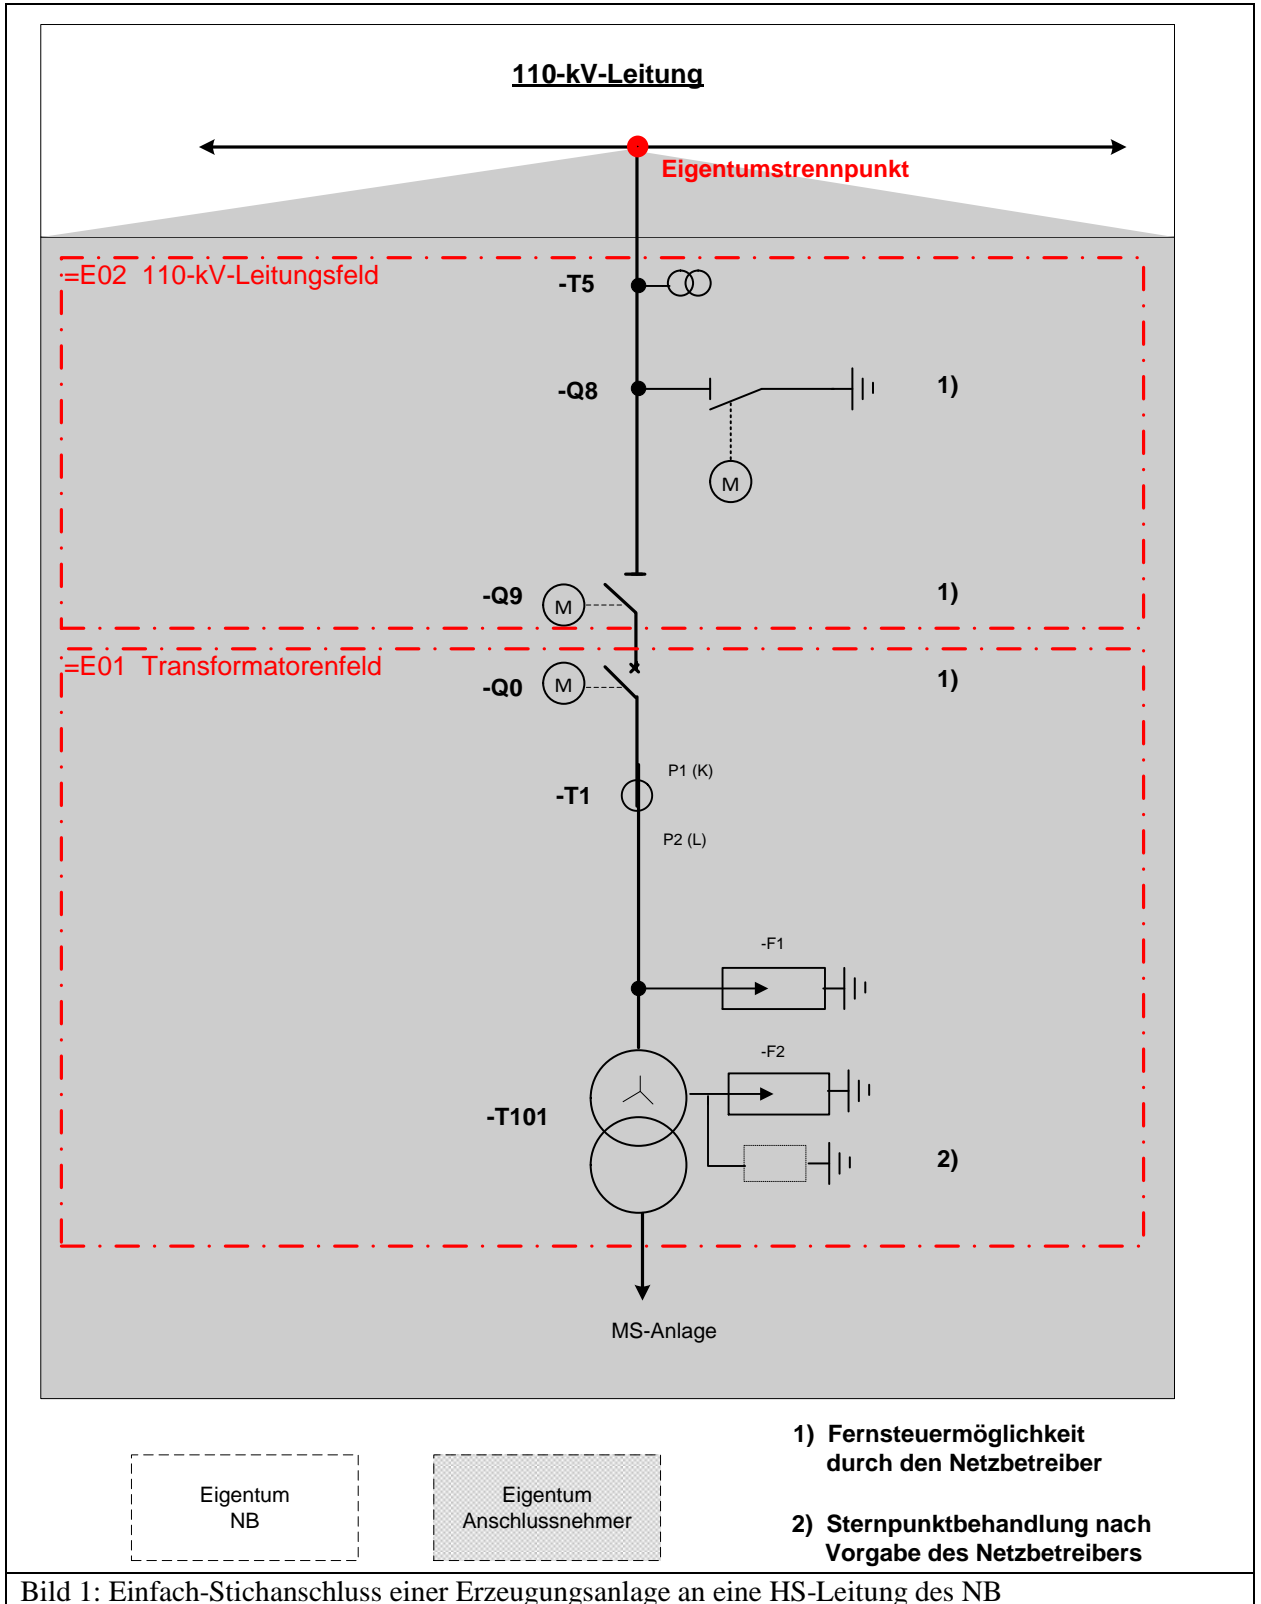 110-kV-Leitung
Eigentumstrennpunkt
=E02 110-kV-Leitungsfeld
-T5
-Q8
1)
M
-Q9
M
1)
=E01 Transformatorenfeld
-Q0
M
1)
P1 (K)
-T1
P2 (L)
-F1
-F2
-T101
2)
MS-Anlage
1) Fernsteuermöglichkeit
durch den Netzbetreiber
Eigentum
NB
Eigentum
Anschlussnehmer
2) Sternpunktbehandlung nach
Vorgabe des Netzbetreibers
Bild 1: Einfach-Stichanschluss einer Erzeugungsanlage an eine HS-Leitung des NB